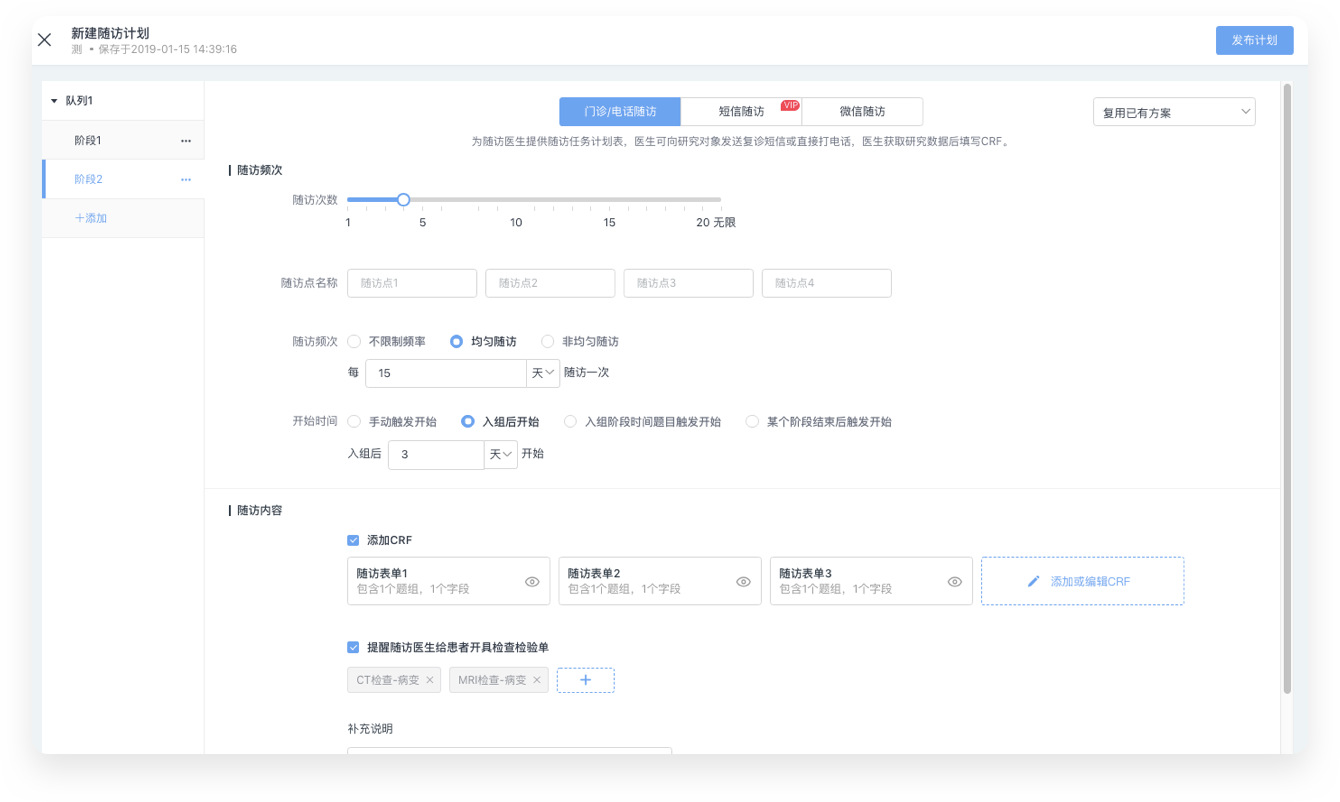 新建随访计划
测 • 保存于2019-01-15 14:39:16
发布计划
队列1
阶段1
阶段2
+添加
门诊/电话随访
短信随访
VIP
微信随访
复用已有方案
为随访医生提供随访任务计划表，医生可向研究对象发送复诊短信或直接打电话，医生获取研究数据后填写CRF。
随访频次
随访次数
1 5 10 15 20 无限
随访点名称 随访点1 随访点2 随访点3 随访点4
随访频次 不限制频率 均匀随访 非均匀随访
每 15 天 随访一次
开始时间 手动触发开始 入组后开始 入组阶段时间题目触发开始 某个阶段结束后触发开始
入组后 3 天 开始
随访内容
添加CRF
随访表单1
包含1个题组，1个字段
随访表单2
包含1个题组，1个字段
随访表单3
包含1个题组，1个字段
添加或编辑CRF
提醒随访医生给患者开具检查检验单
CT检查-病变 × MRI检查-病变 × +
补充说明